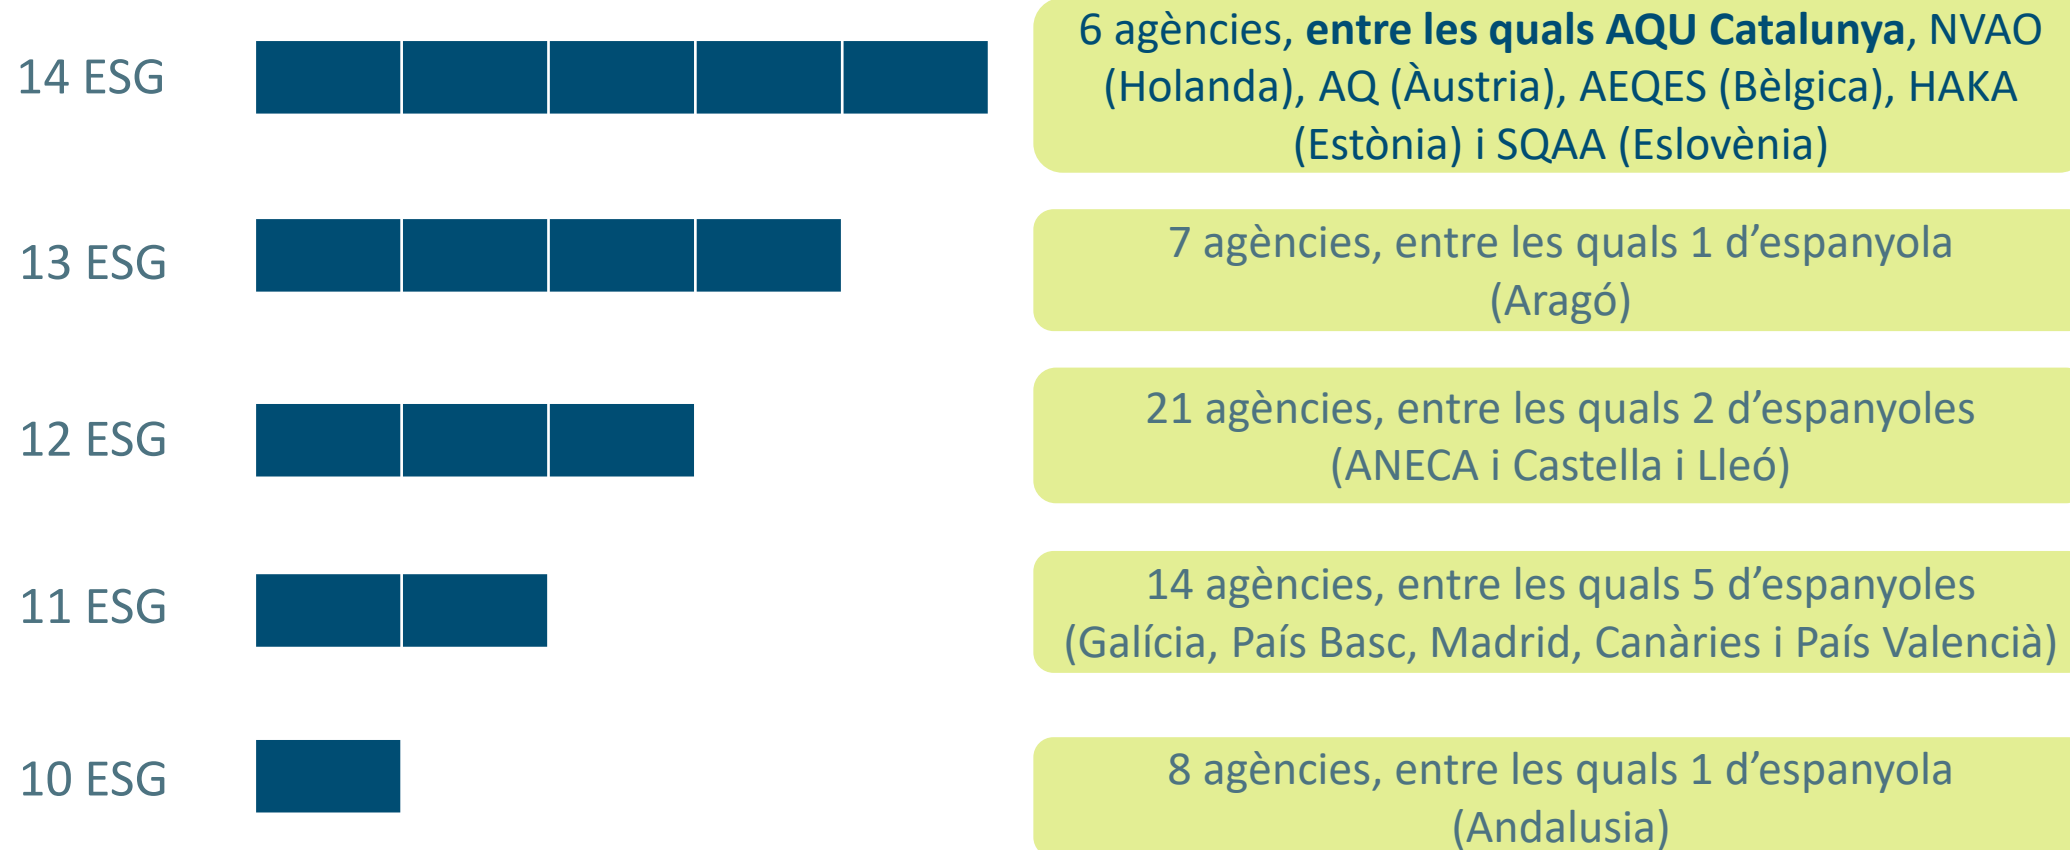 14 ESG
6 agències, entre les quals AQU Catalunya, NVAO
(Holanda), AQ (Àustria), AEQES (Bèlgica), HAKA
(Estònia) i SQAA (Eslovènia)
13 ESG
7 agències, entre les quals 1 d’espanyola
(Aragó)
12 ESG
21 agències, entre les quals 2 d’espanyoles
(ANECA i Castella i Lleó)
11 ESG
14 agències, entre les quals 5 d’espanyoles
(Galícia, País Basc, Madrid, Canàries i País Valencià)
10 ESG
8 agències, entre les quals 1 d’espanyola
(Andalusia)